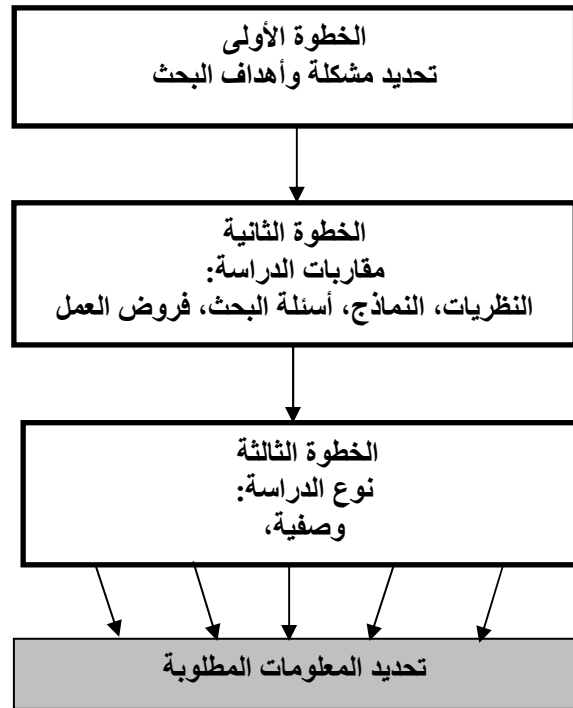 الخطوة الأولى
تحديد مشكلة وأهداف البحث
الخطوة الثانية
مقاربات الدراسة:
النظريات، النماذج، أسئلة البحث، فروض العمل
الخطوة الثالثة
نوع الدراسة:
وصفية،
تحديد المعلومات المطلوبة